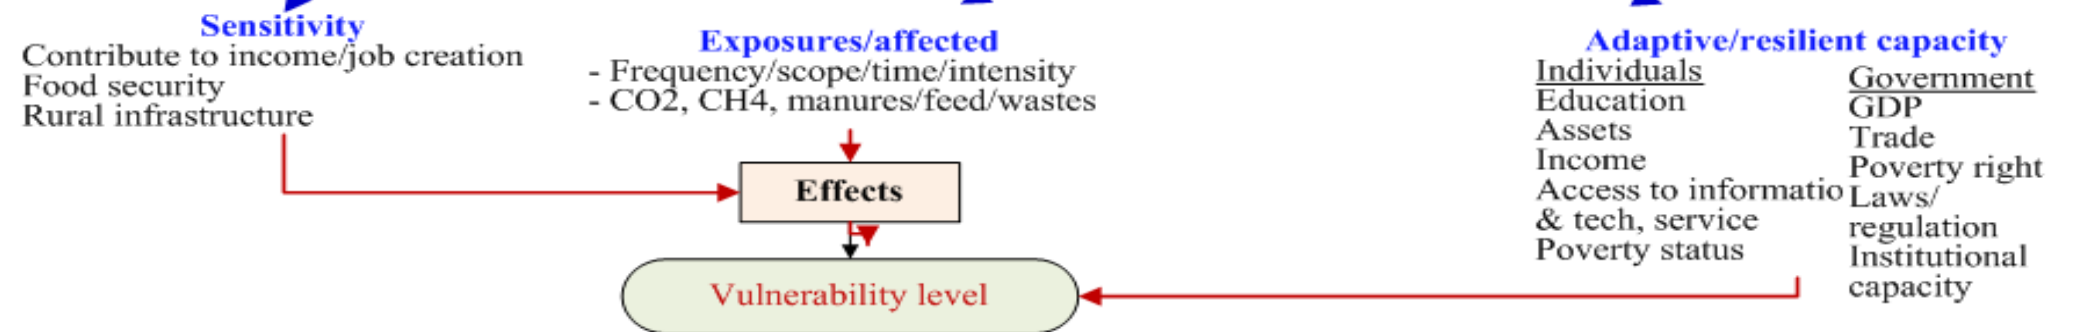 Sensitivity
Contribute to income/job creation
Food security
Rural infrastructure
Exposures/affected
- Frequency/scope/time/intensity
- CO2, CH4, manures/feed/wastes
Effects
Vulnerability level
Adaptive/resilient capacity
Individuals
Education
Assets
Income
Access to informatio
& tech, service
Poverty status
Government
GDP
Trade
Poverty right
Laws/
regulation
Institutional
capacity